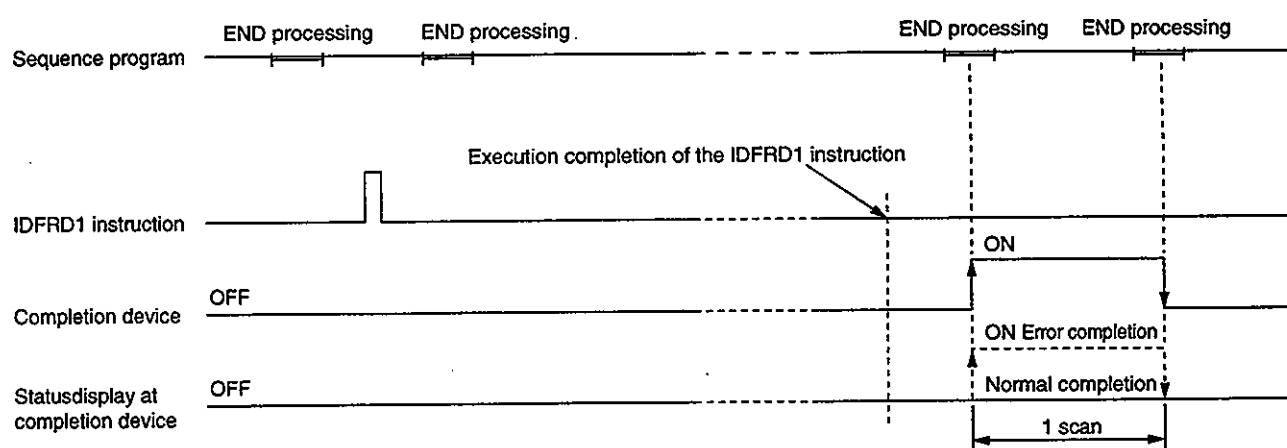 END processing
END processing
END processing
END processing
Sequence program
Execution completion of the IDFRD1 instruction
IDFRD1 instruction
ON
OFF
Completion device
ON Error completion
OFF
Normal completion
Statusdisplay at
completion device
1 scan